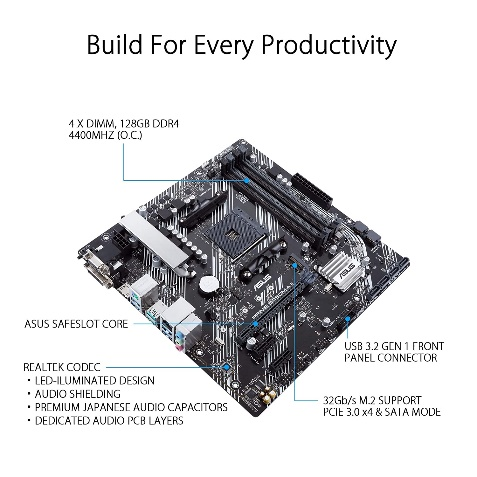 Build For Every Productivity
4 X DIMM, 128GB DDR4
4400MHZ (O.C.)
ASUS
ASUS
ASUS SAFESLOT CORE
USB 3.2 GEN 1 FRONT
PANEL CONNECTOR
REALTEK CODEC
• LED-ILUMINATED DESIGN
• AUDIO SHIELDING
• PREMIUM JAPANESE AUDIO CAPACITORS
• DEDICATED AUDIO PCB LAYERS
32Gb/s M.2 SUPPORT
PCIE 3.0 x4 & SATA MODE